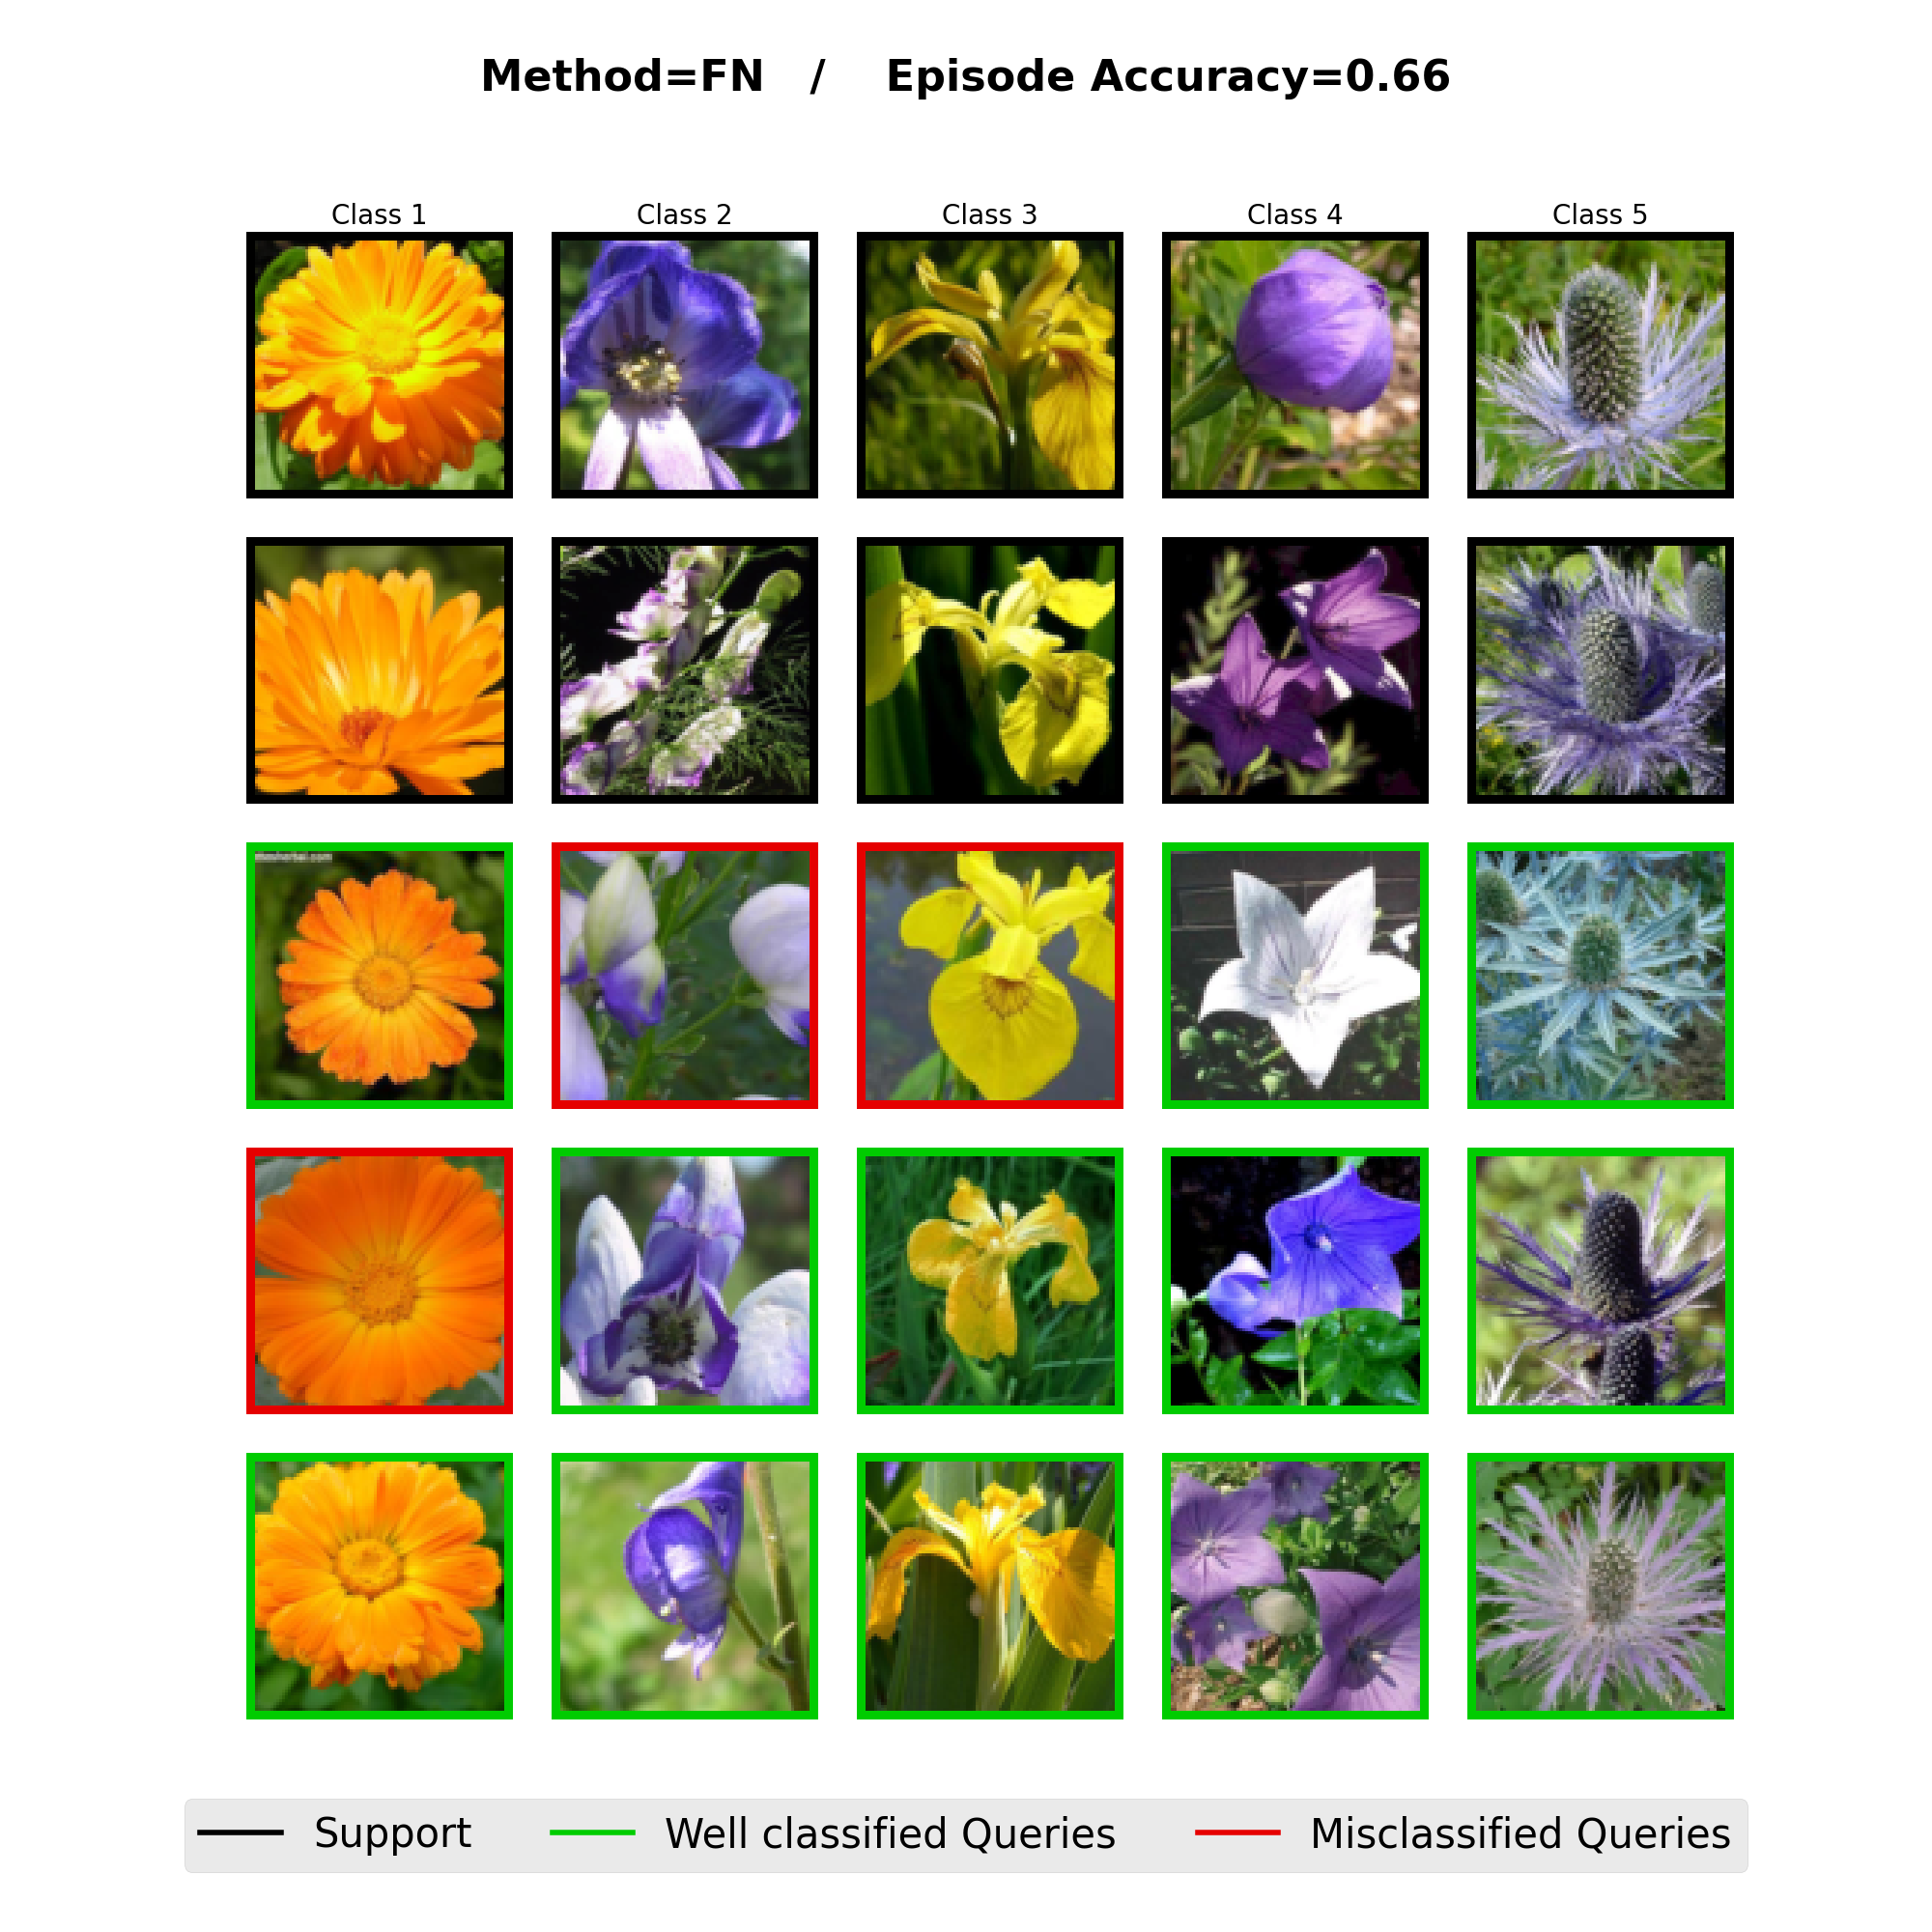 Method=FN / Episode Accuracy=0.66
Class 1 Class 2 Class 3 Class 4 Class 5
Support Well classified Queries Misclassified Queries